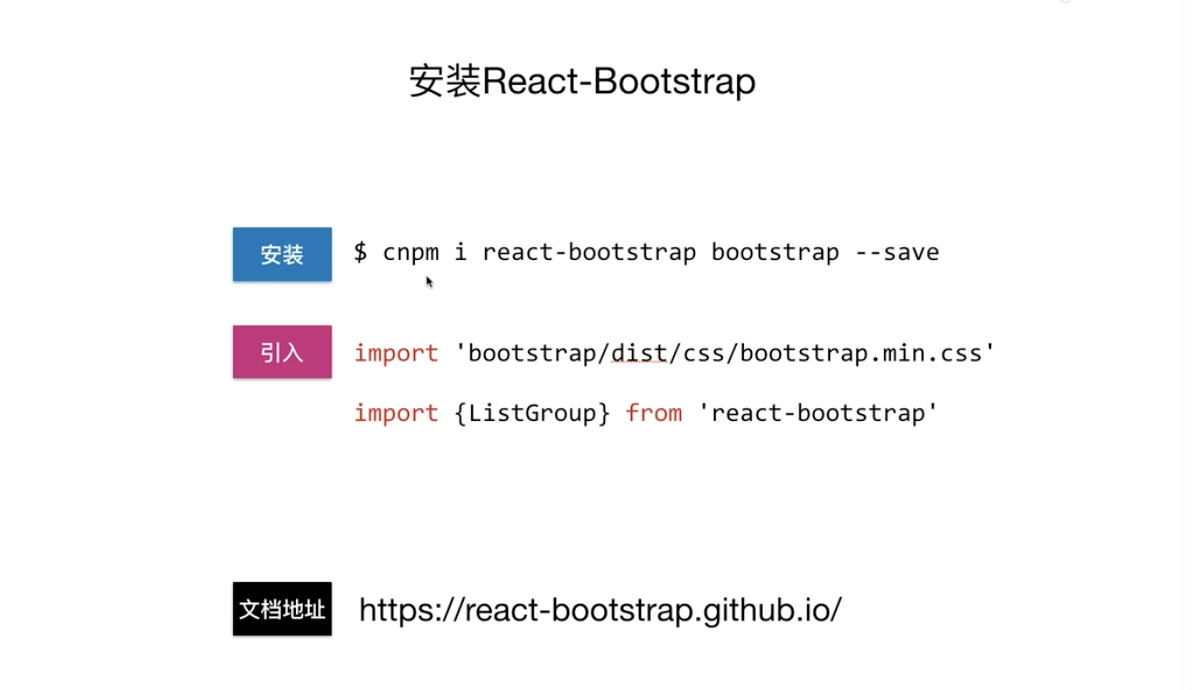 安装React-Bootstrap
安装
$ cnpm i react-bootstrap bootstrap --save
引入
import 'bootstrap/dist/css/bootstrap.min.css'
import {ListGroup} from 'react-bootstrap'
文档地址
https://react-bootstrap.github.io/